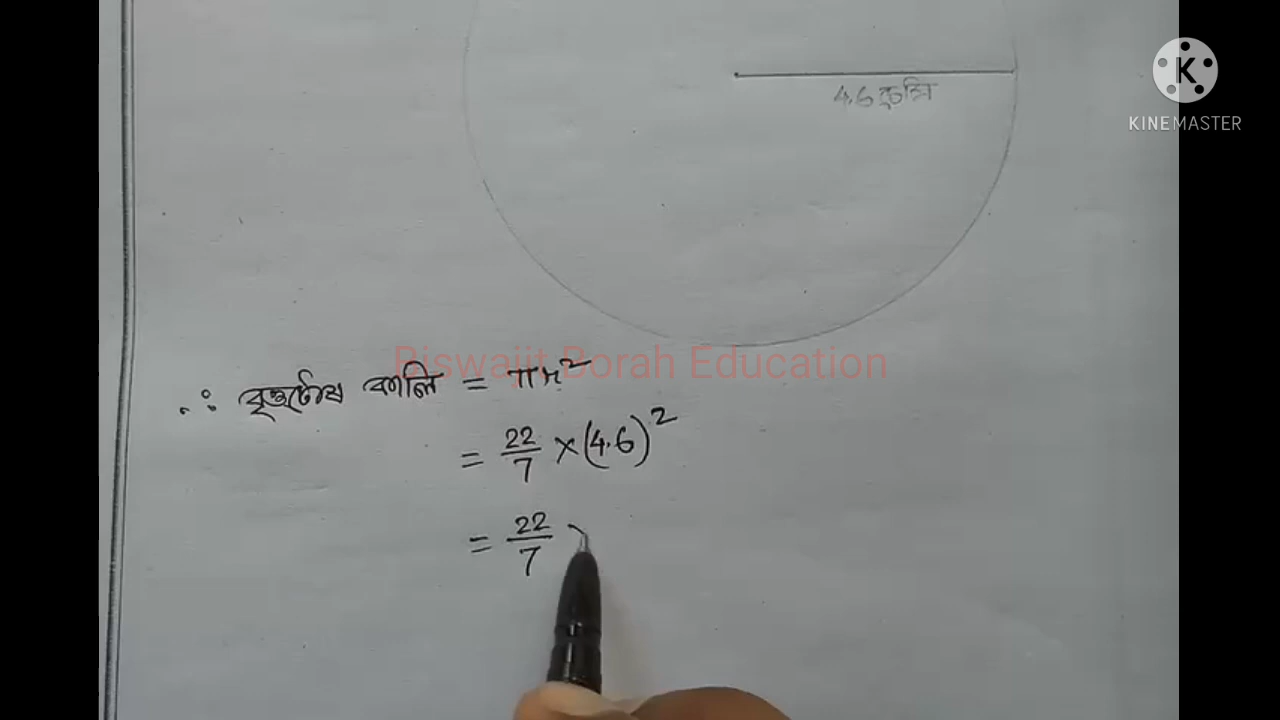 K
KINEMASTER
4.6 চেমি
Biswajit Borah Education
∴ বৃত্তটোৰ কালি = πr²
= 22/7 × (4.6)²
= 22/7